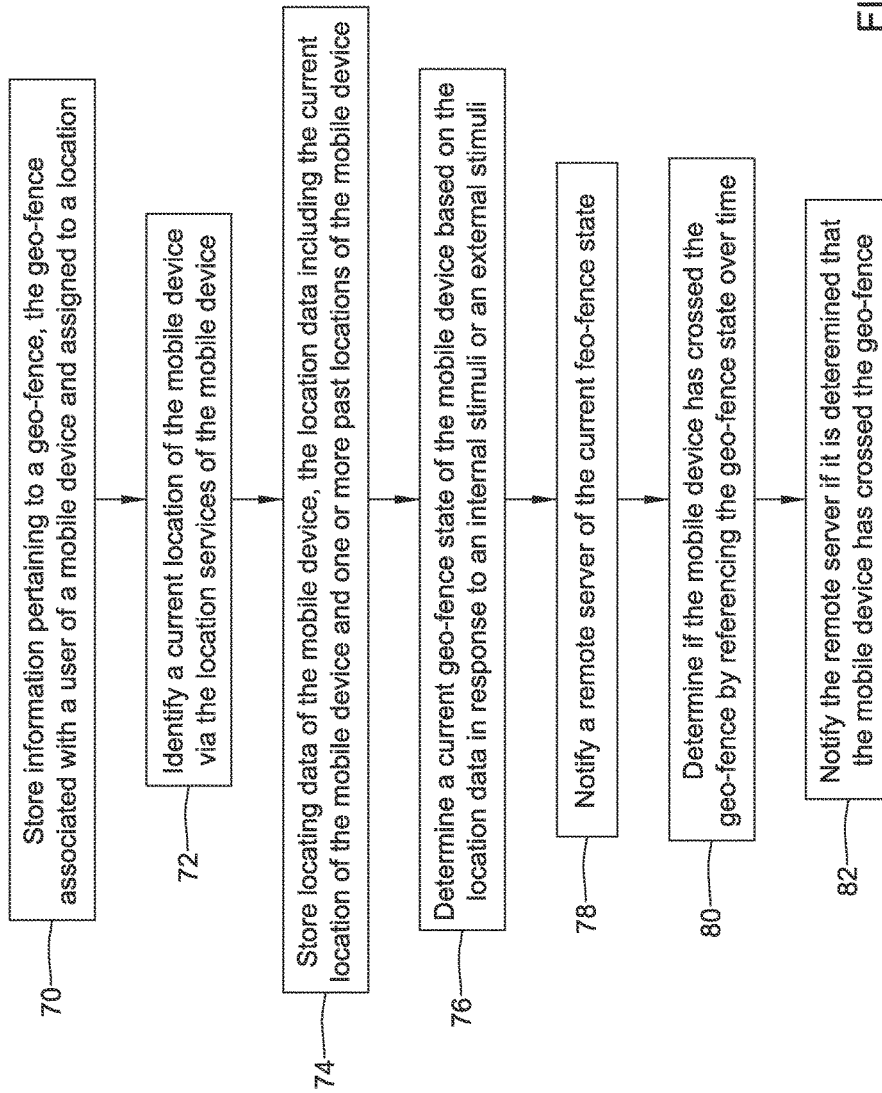 70
Store information pertaining to a geo-fence, the geo-fence
associated with a user of a mobile device and assigned to a location
72
Identify a current location of the mobile device
via the location services of the mobile device
74
Store locating data of the mobile device, the location data including the current
location of the mobile device and one or more past locations of the mobile device
76
Determine a current geo-fence state of the mobile device based on the
location data in response to an internal stimuli or an external stimuli
78
Notify a remote server of the current feo-fence state
80
Determine if the mobile device has crossed the
geo-fence by referencing the geo-fence state over time
82
Notify the remote server if it is deteremined that
the mobile device has crossed the geo-fence